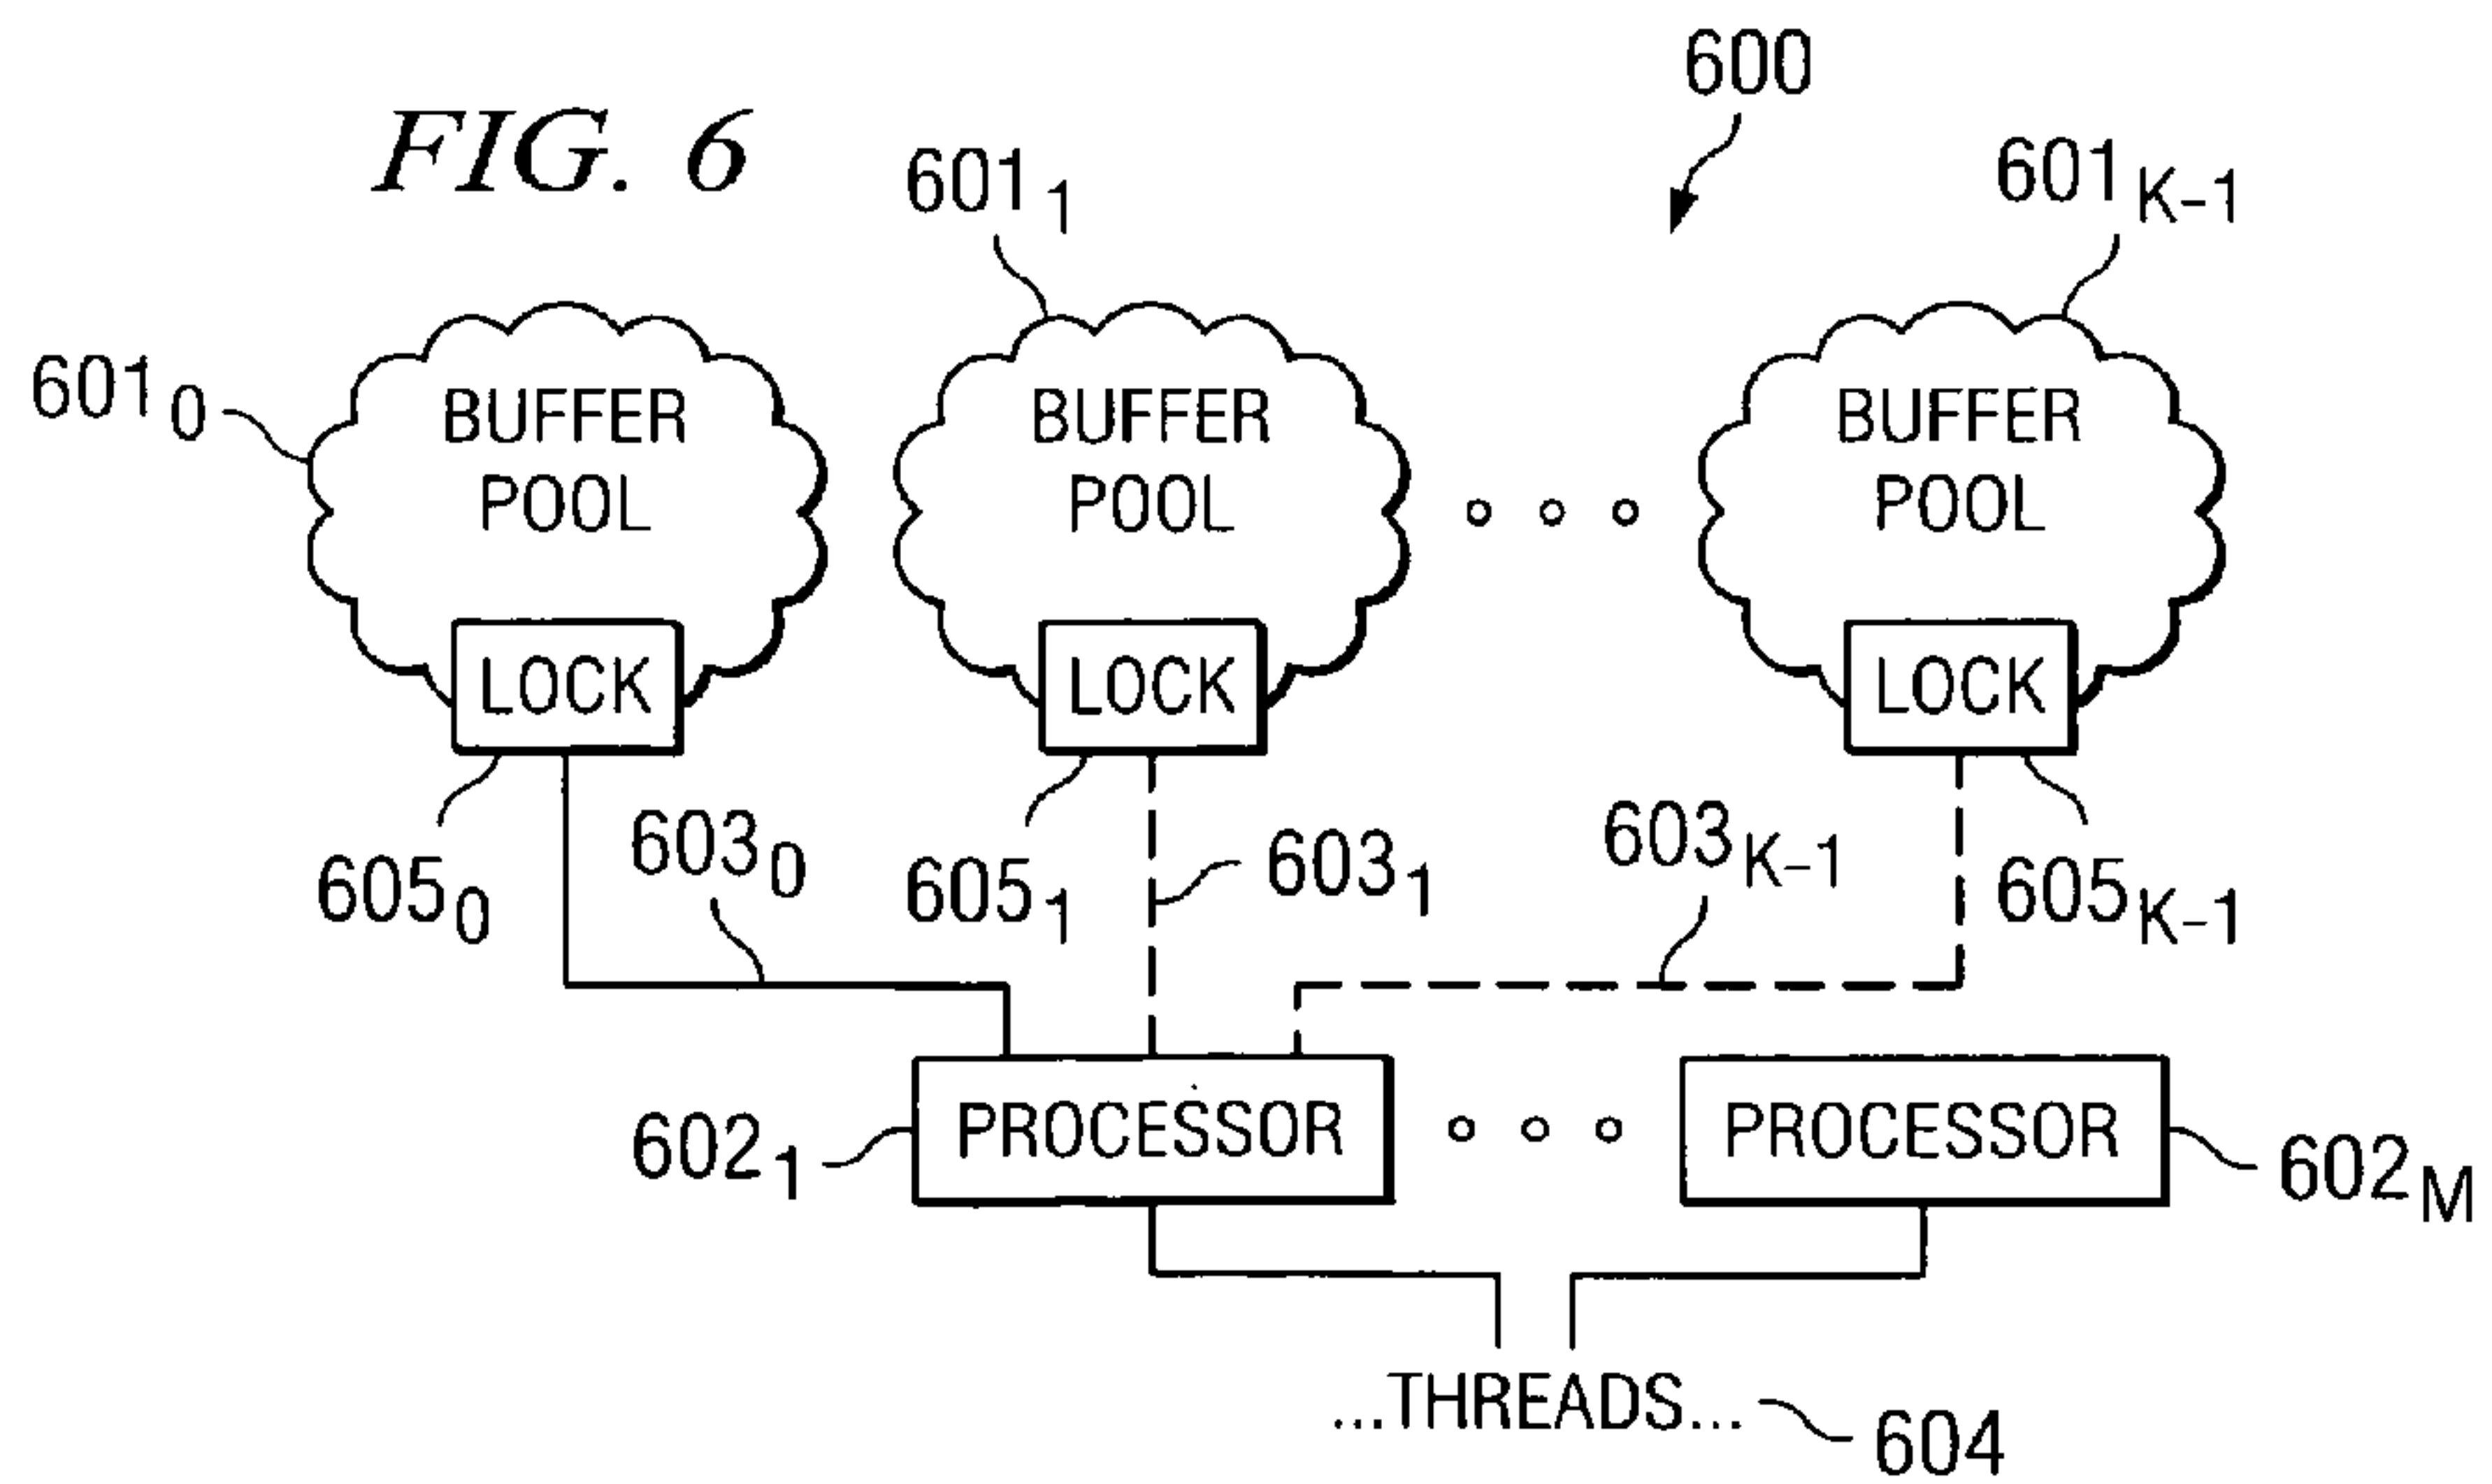 FIG. 6
600
601₁
601K-1
601₀
BUFFER
POOL
LOCK
BUFFER
POOL
LOCK
BUFFER
POOL
LOCK
605₀
603₀
605₁
603₁
603K-1
605K-1
602₁
PROCESSOR
PROCESSOR
602M
...THREADS...
604